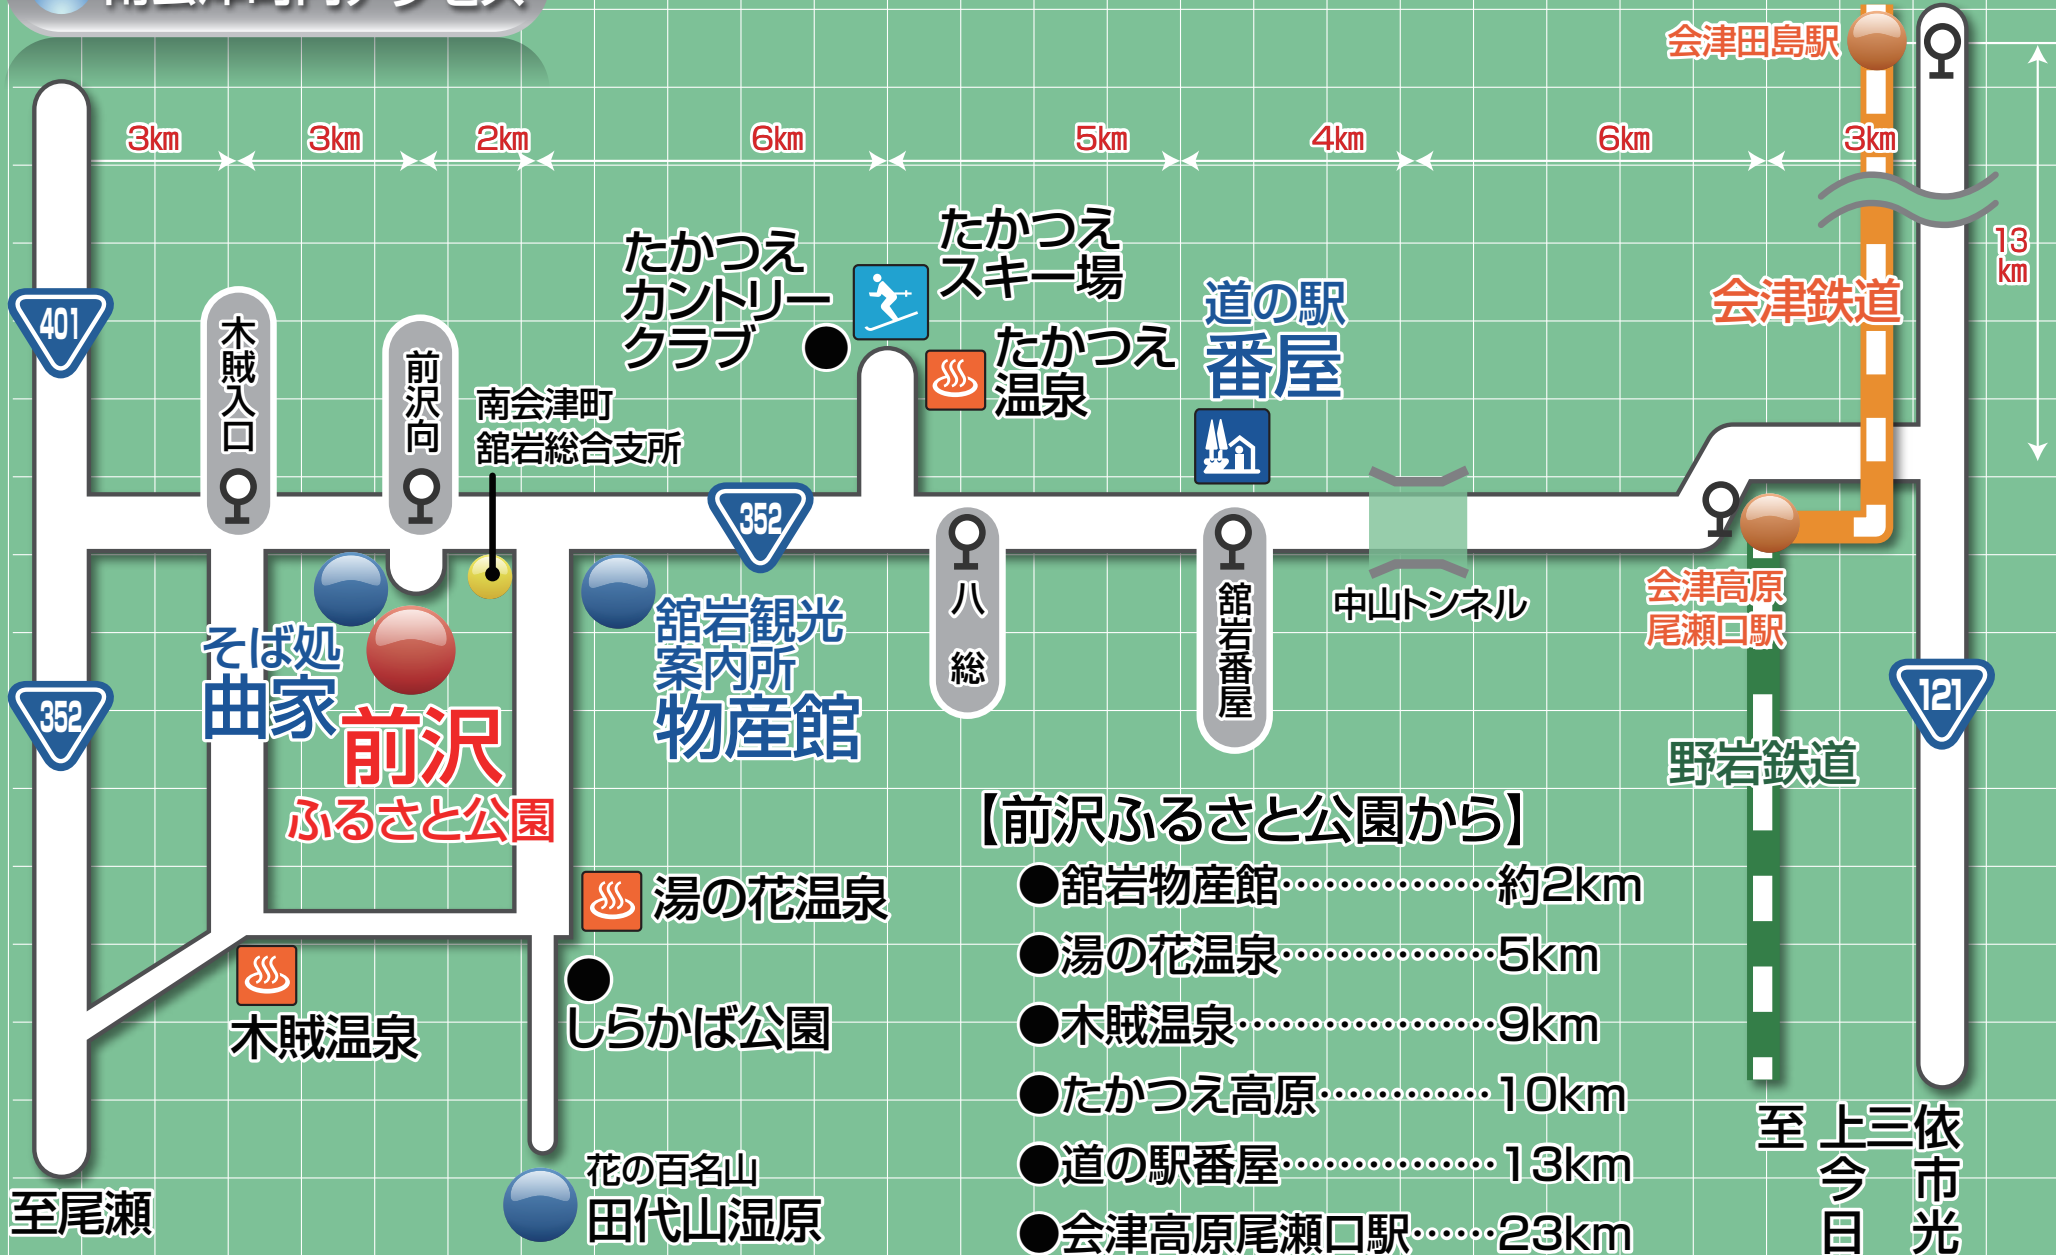 南会津町内アクセス
会津田島駅
3km
3km
2km
6km
5km
4km
6km
3km
13
km
たかつえ
カントリー
クラブ
たかつえ
スキー場
たかつえ
温泉
道の駅
番屋
会津鉄道
401
木賊入口
前沢向
南会津町
舘岩総合支所
352
八総
舘岩番屋
中山トンネル
会津高原
尾瀬口駅
そば処
曲家
前沢
ふるさと公園
舘岩観光
案内所
物産館
352
121
野岩鉄道
湯の花温泉
木賊温泉
しらかば公園
花の百名山
田代山湿原
至尾瀬
【前沢ふるさと公園から】
●舘岩物産館……………約2km
●湯の花温泉……………5km
●木賊温泉………………9km
●たかつえ高原…………10km
●道の駅番屋……………13km
●会津高原尾瀬口駅……23km
至
上三依
今市
日光